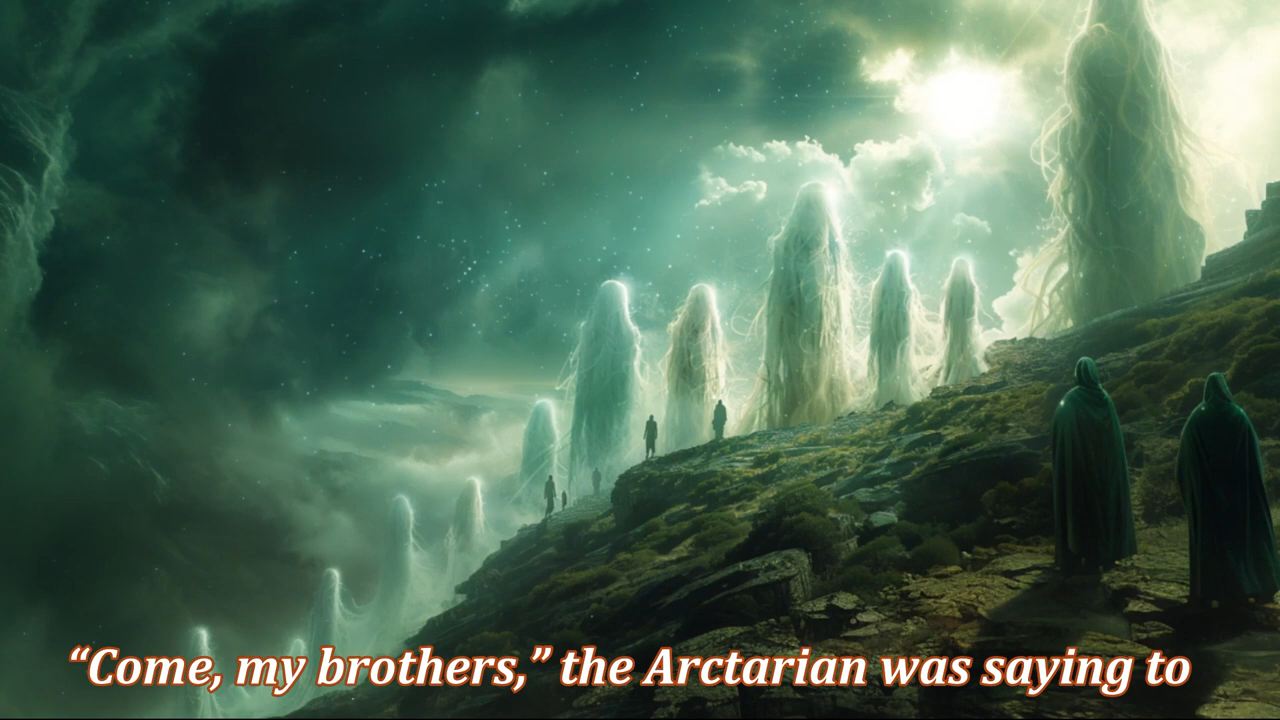 “Come, my brothers,” the Arctarian was saying to